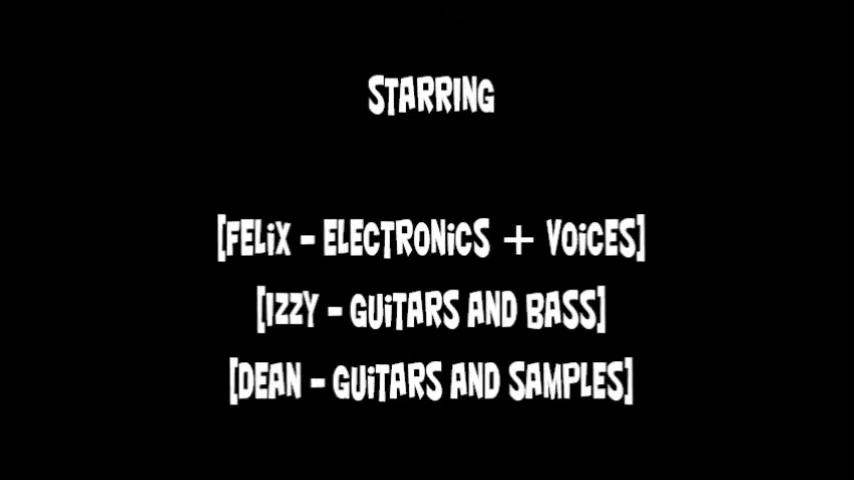 STARRING
[FELIX - ELECTRONICS + VOICES]
[IZZY - GUITARS AND BASS]
[DEAN - GUITARS AND SAMPLES]